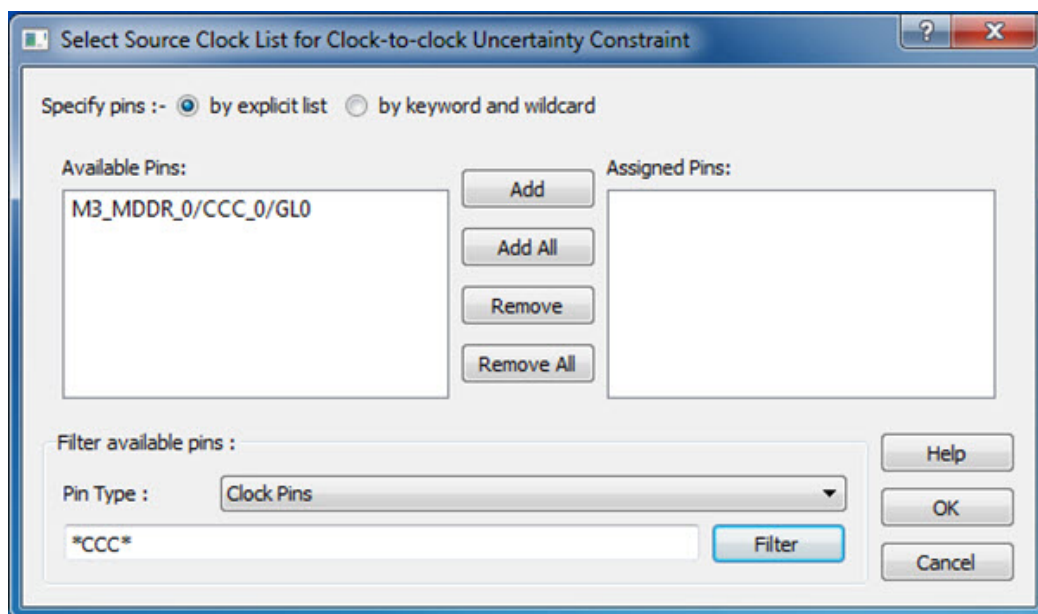 Select Source Clock List for Clock-to-clock Uncertainty Constraint
Specify pins :- by explicit list by keyword and wildcard
Available Pins:
Assigned Pins:
M3_MDDR_0/CCC_0/GL0
Add
Add All
Remove
Remove All
Filter available pins :
Pin Type : Clock Pins
*CCC*
Filter
Help
OK
Cancel